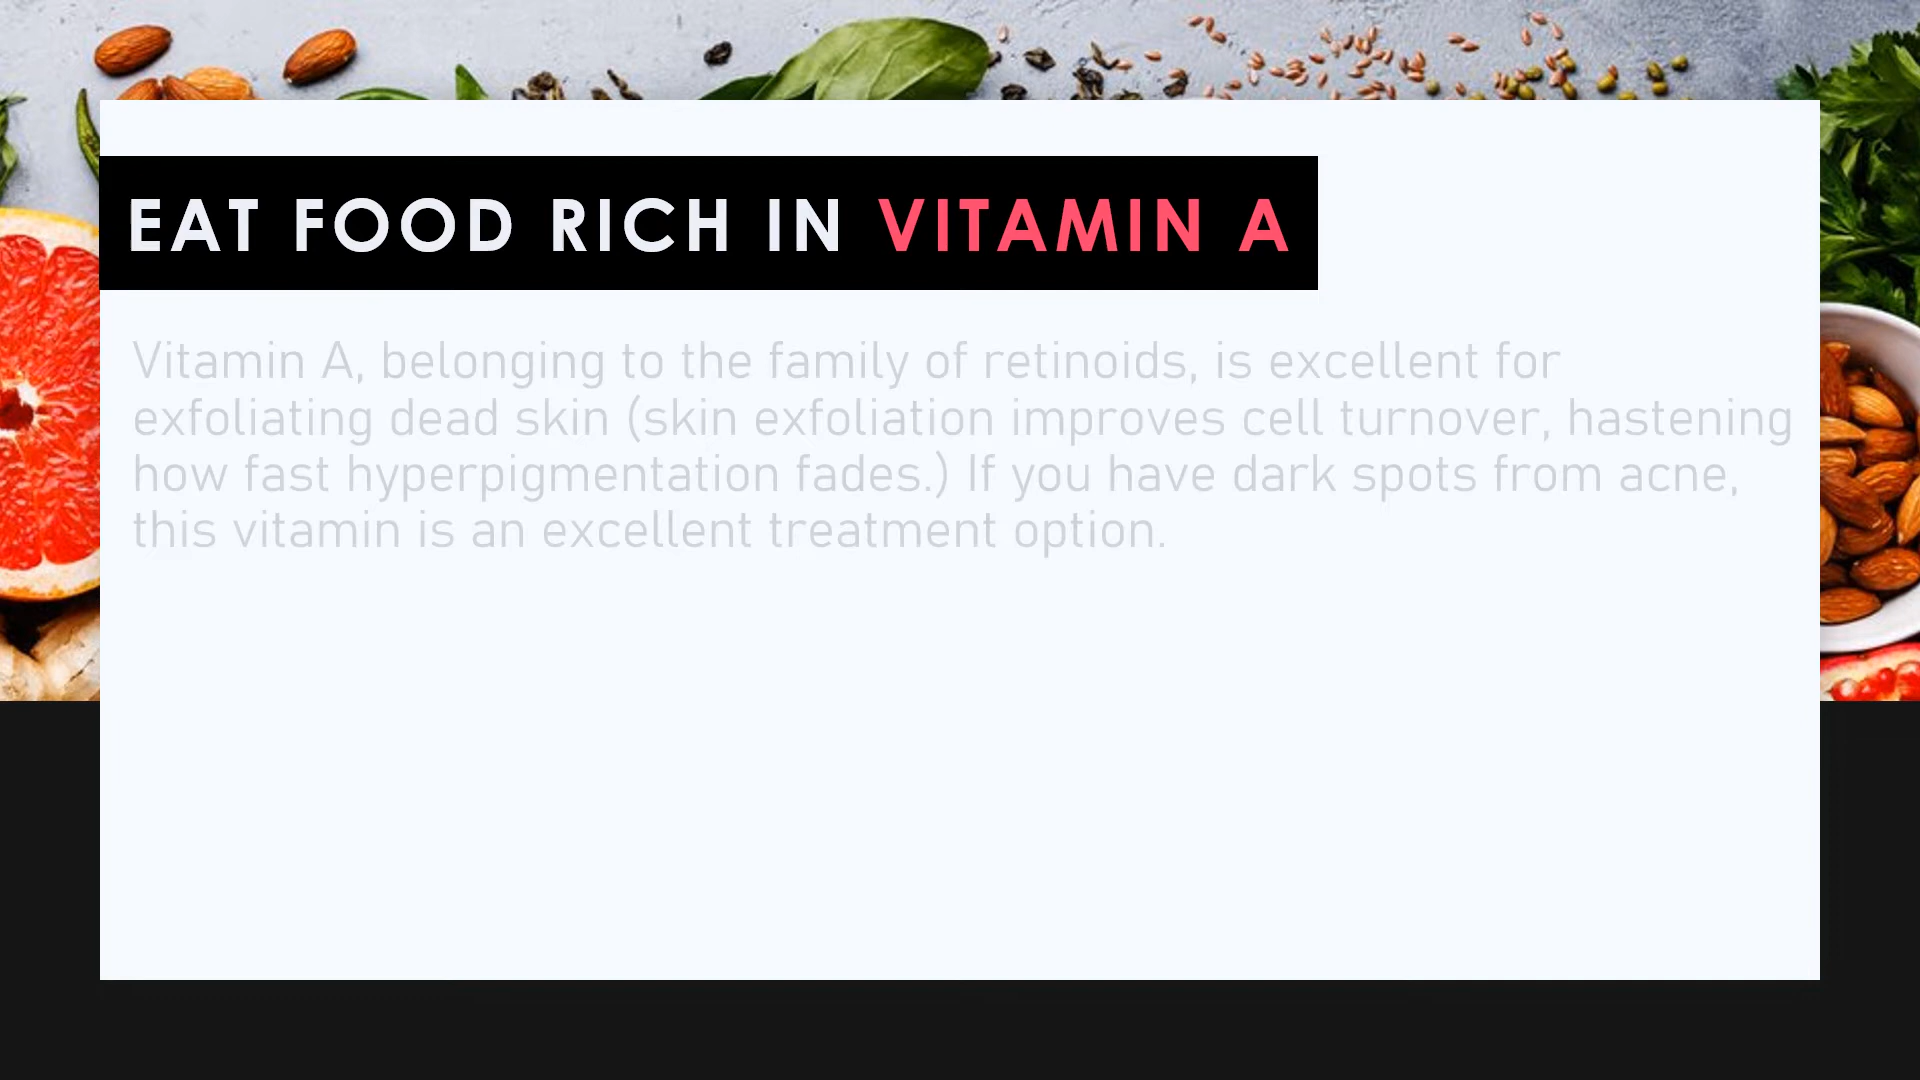 EAT FOOD RICH IN VITAMIN A
Vitamin A, belonging to the family of retinoids, is excellent for
exfoliating dead skin (skin exfoliation improves cell turnover, hastening
how fast hyperpigmentation fades.) If you have dark spots from acne,
this vitamin is an excellent treatment option.